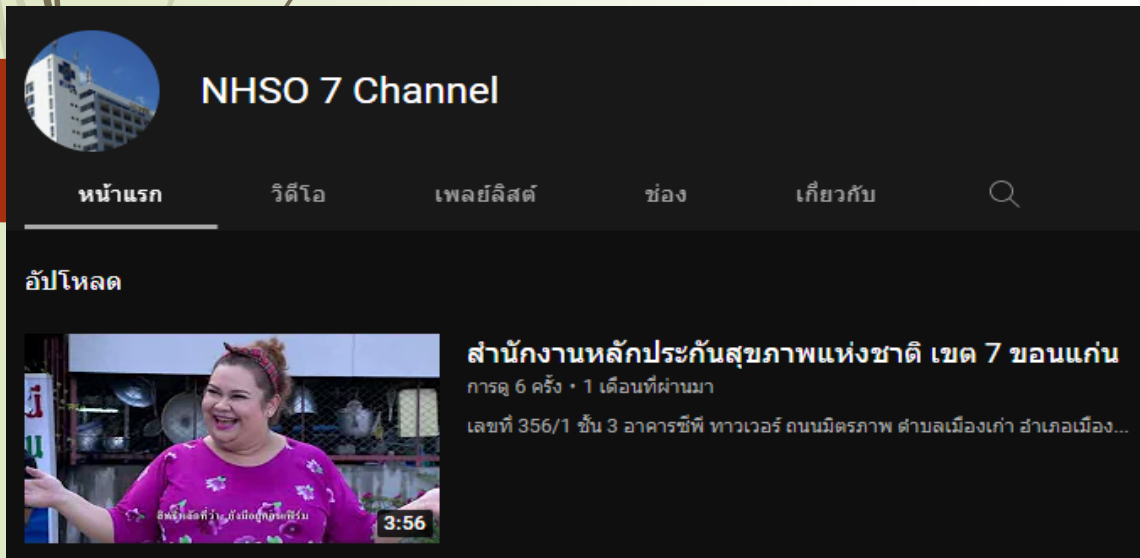 NHSO 7 Channel
หน้าแรก วิดีโอ เพลย์ลิสต์ ช่อง เกี่ยวกับ
อัปโหลด
สำนักงานหลักประกันสุขภาพแห่งชาติ เขต 7 ขอนแก่น
การดู 6 ครั้ง • 1 เดือนที่ผ่านมา
เลขที่ 356/1 ชั้น 3 อาคารซีพี ทาวเวอร์ ถนนมิตรภาพ ตำบลเมืองเก่า อำเภอเมือง...
3:56